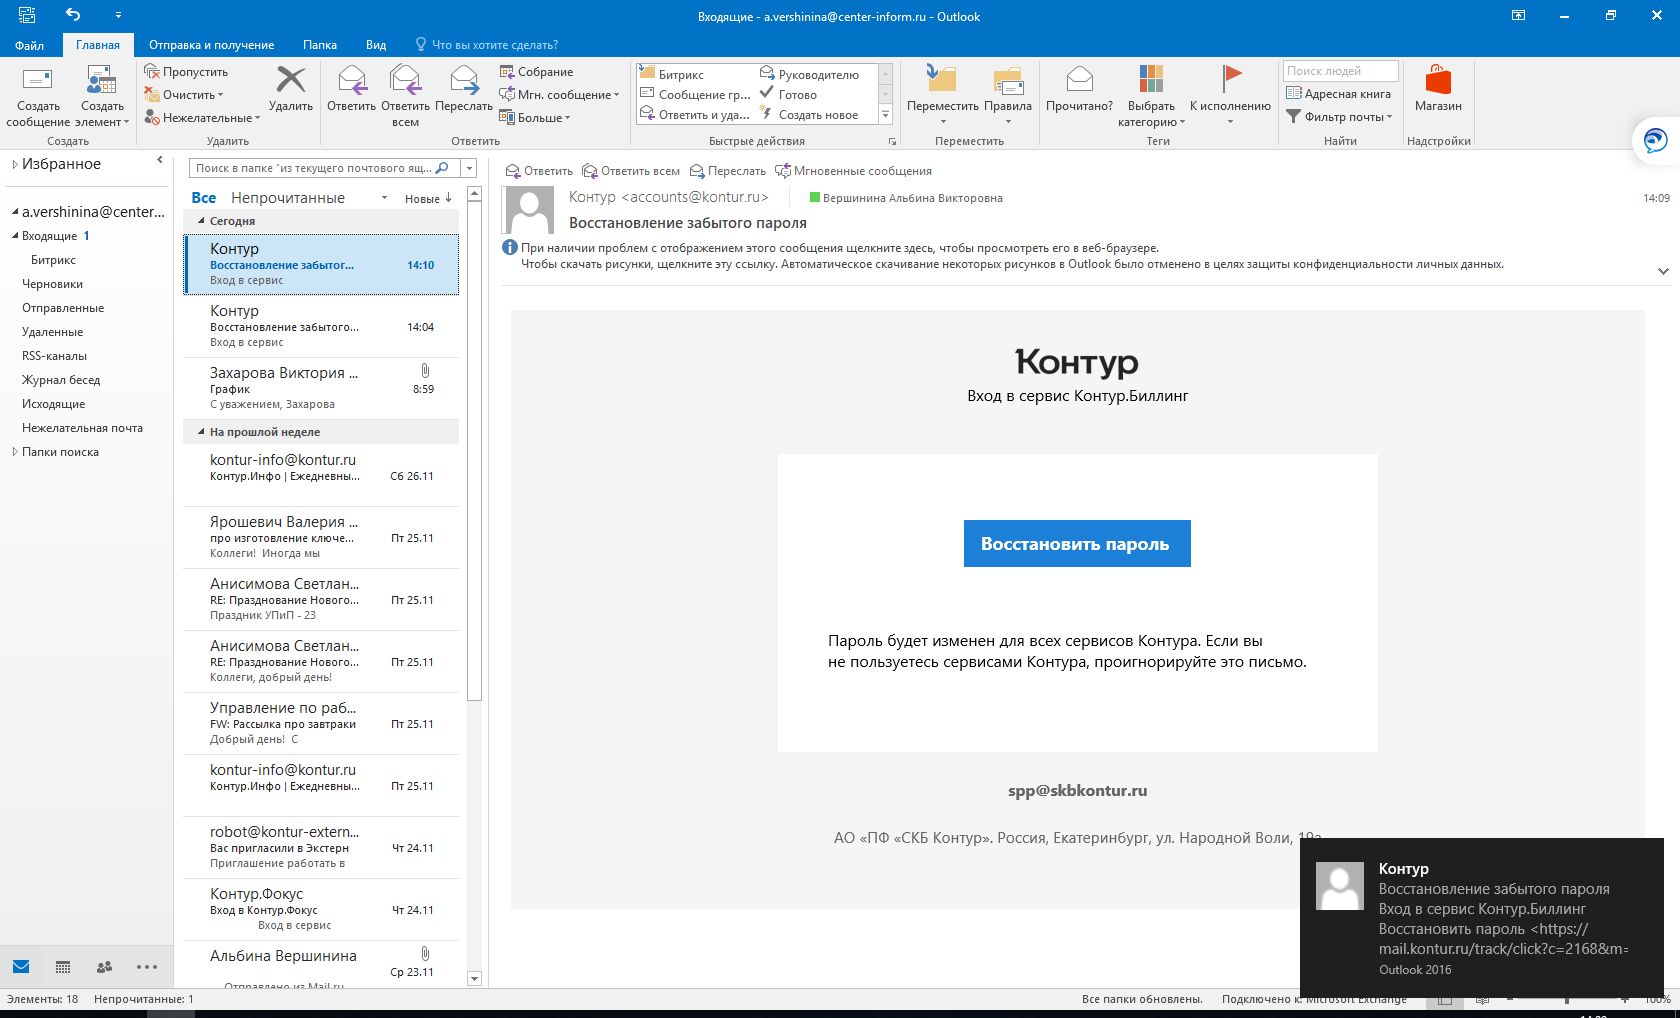 Входящие - a.vershinina@center-inform.ru - Outlook
Файл
Главная
Отправка и получение
Папка
Вид
Что вы хотите сделать?
Создать сообщение
Создать элемент
Создать
Пропустить
Очистить
Нежелательные
Удалить
Удалить
Ответить
Ответить всем
Переслать
Собрание
Мгн. сообщение
Больше
Ответить
Битрикс
Сообщение гр...
Ответить и уда...
Руководителю
Готово
Создать новое
Быстрые действия
Переместить
Правила
Переместить
Прочитано?
Выбрать категорию
К исполнению
Теги
Поиск людей
Адресная книга
Фильтр почты
Найти
Магазин
Надстройки
Избранное
a.vershinina@center...
Входящие 1
Битрикс
Черновики
Отправленные
Удаленные
RSS-каналы
Журнал бесед
Исходящие
Нежелательная почта
Папки поиска
Поиск в папке "из текущего почтового ящ...
Все Непрочитанные Новые
Сегодня
Контур
Восстановление забытог... 14:10
Вход в сервис
Контур
Восстановление забытого... 14:04
Вход в сервис
Захарова Виктория ...
График 8:59
С уважением, Захарова
На прошлой неделе
kontur-info@kontur.ru
Контур.Инфо | Ежедневны... Сб 26.11
Ярошевич Валерия ...
про изготовление ключе... Пт 25.11
Коллеги! Иногда мы
Анисимова Светлан...
RE: Празднование Нового... Пт 25.11
Праздник УПиП - 23
Анисимова Светлан...
RE: Празднование Нового... Пт 25.11
Коллеги, добрый день!
Управление по раб...
FW: Рассылка про завтраки Пт 25.11
Добрый день! С
kontur-info@kontur.ru
Контур.Инфо | Ежедневны... Пт 25.11
robot@kontur-extern...
Вас пригласили в Экстерн Чт 24.11
Приглашение работать в
Контур.Фокус
Вход в Контур.Фокус Чт 24.11
Вход в сервис
Альбина Вершинина
Ср 23.11
Отправлено из Mail.ru
Ответить Ответить всем Переслать Мгновенные сообщения
Контур <accounts@kontur.ru>
Вершинина Альбина Викторовна
14:09
Восстановление забытого пароля
При наличии проблем с отображением этого сообщения щелкните здесь, чтобы просмотреть его в веб-браузере.
Чтобы скачать рисунки, щелкните эту ссылку. Автоматическое скачивание некоторых рисунков в Outlook было отменено в целях защиты конфиденциальности личных данных.
Контур
Вход в сервис Контур.Биллинг
Восстановить пароль
Пароль будет изменен для всех сервисов Контура. Если вы
не пользуетесь сервисами Контура, проигнорируйте это письмо.
spp@skbkontur.ru
АО «ПФ «СКБ Контур». Россия, Екатеринбург, ул. Народной Воли, 19а
Контур
Восстановление забытого пароля
Вход в сервис Контур.Биллинг
Восстановить пароль <https://
mail.kontur.ru/track/click?c=2168&m=
Outlook 2016
Элементы: 18 Непрочитанные: 1
Все папки обновлены. Подключено к: Microsoft Exchange
100%